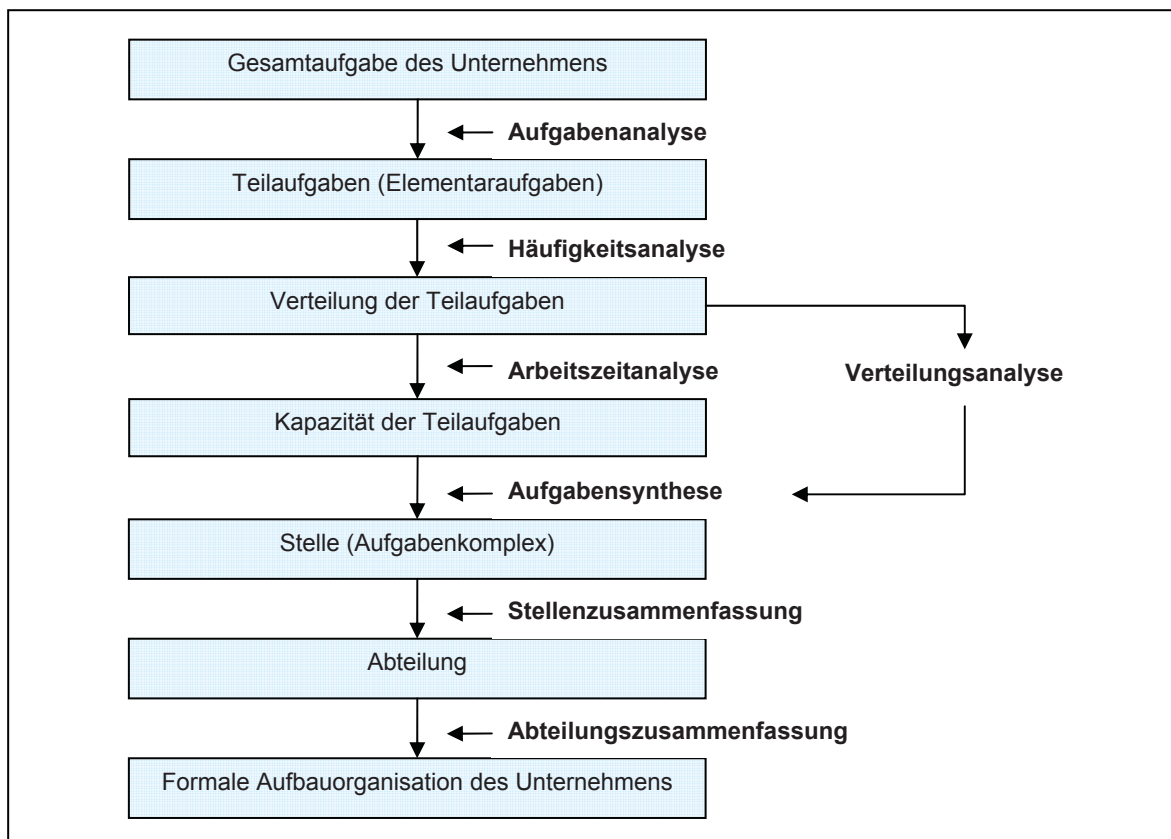 Gesamtaufgabe des Unternehmens
Aufgabenanalyse
Teilaufgaben (Elementaraufgaben)
Häufigkeitsanalyse
Verteilung der Teilaufgaben
Arbeitszeitanalyse
Verteilungsanalyse
Kapazität der Teilaufgaben
Aufgabensynthese
Stelle (Aufgabenkomplex)
Stellenzusammenfassung
Abteilung
Abteilungszusammenfassung
Formale Aufbauorganisation des Unternehmens